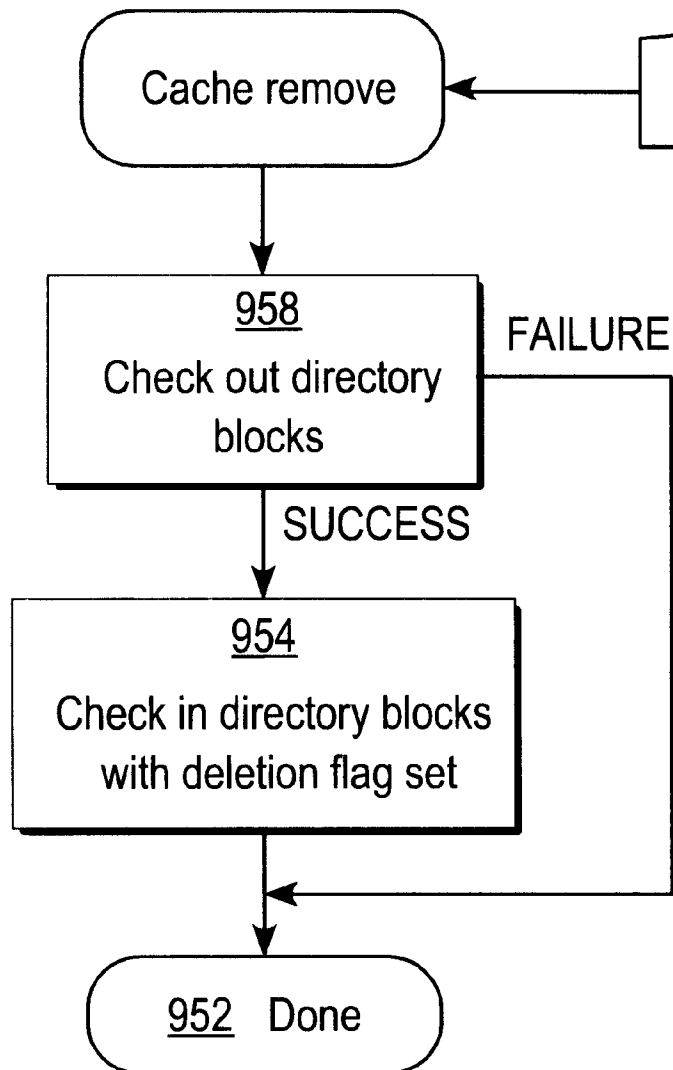 Cache remove
958
FAILURE
Check out directory
blocks
SUCCESS
954
Check in directory blocks
with deletion flag set
952 Done